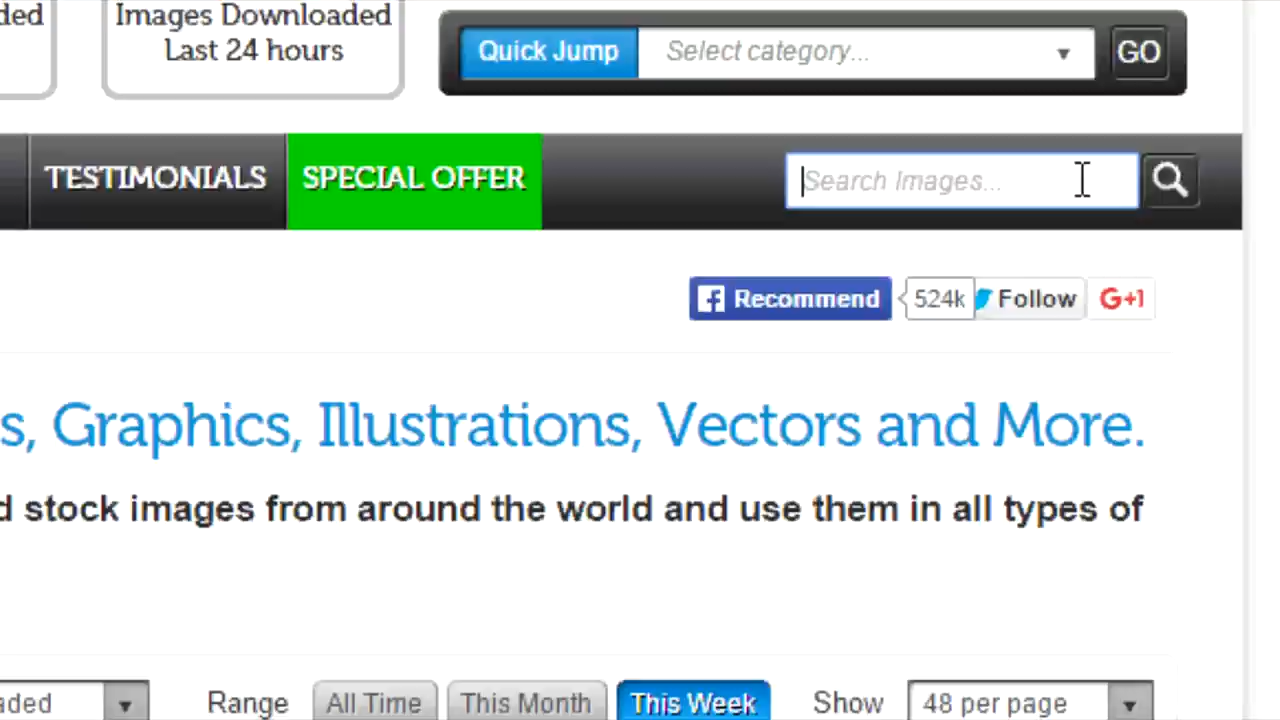 ded
Images Downloaded
Last 24 hours
Quick Jump
Select category...
GO
TESTIMONIALS
SPECIAL OFFER
Search Images...
Recommend
524k
Follow
G+1
s, Graphics, Illustrations, Vectors and More.
d stock images from around the world and use them in all types of
aded
Range
All Time
This Month
This Week
Show
48 per page